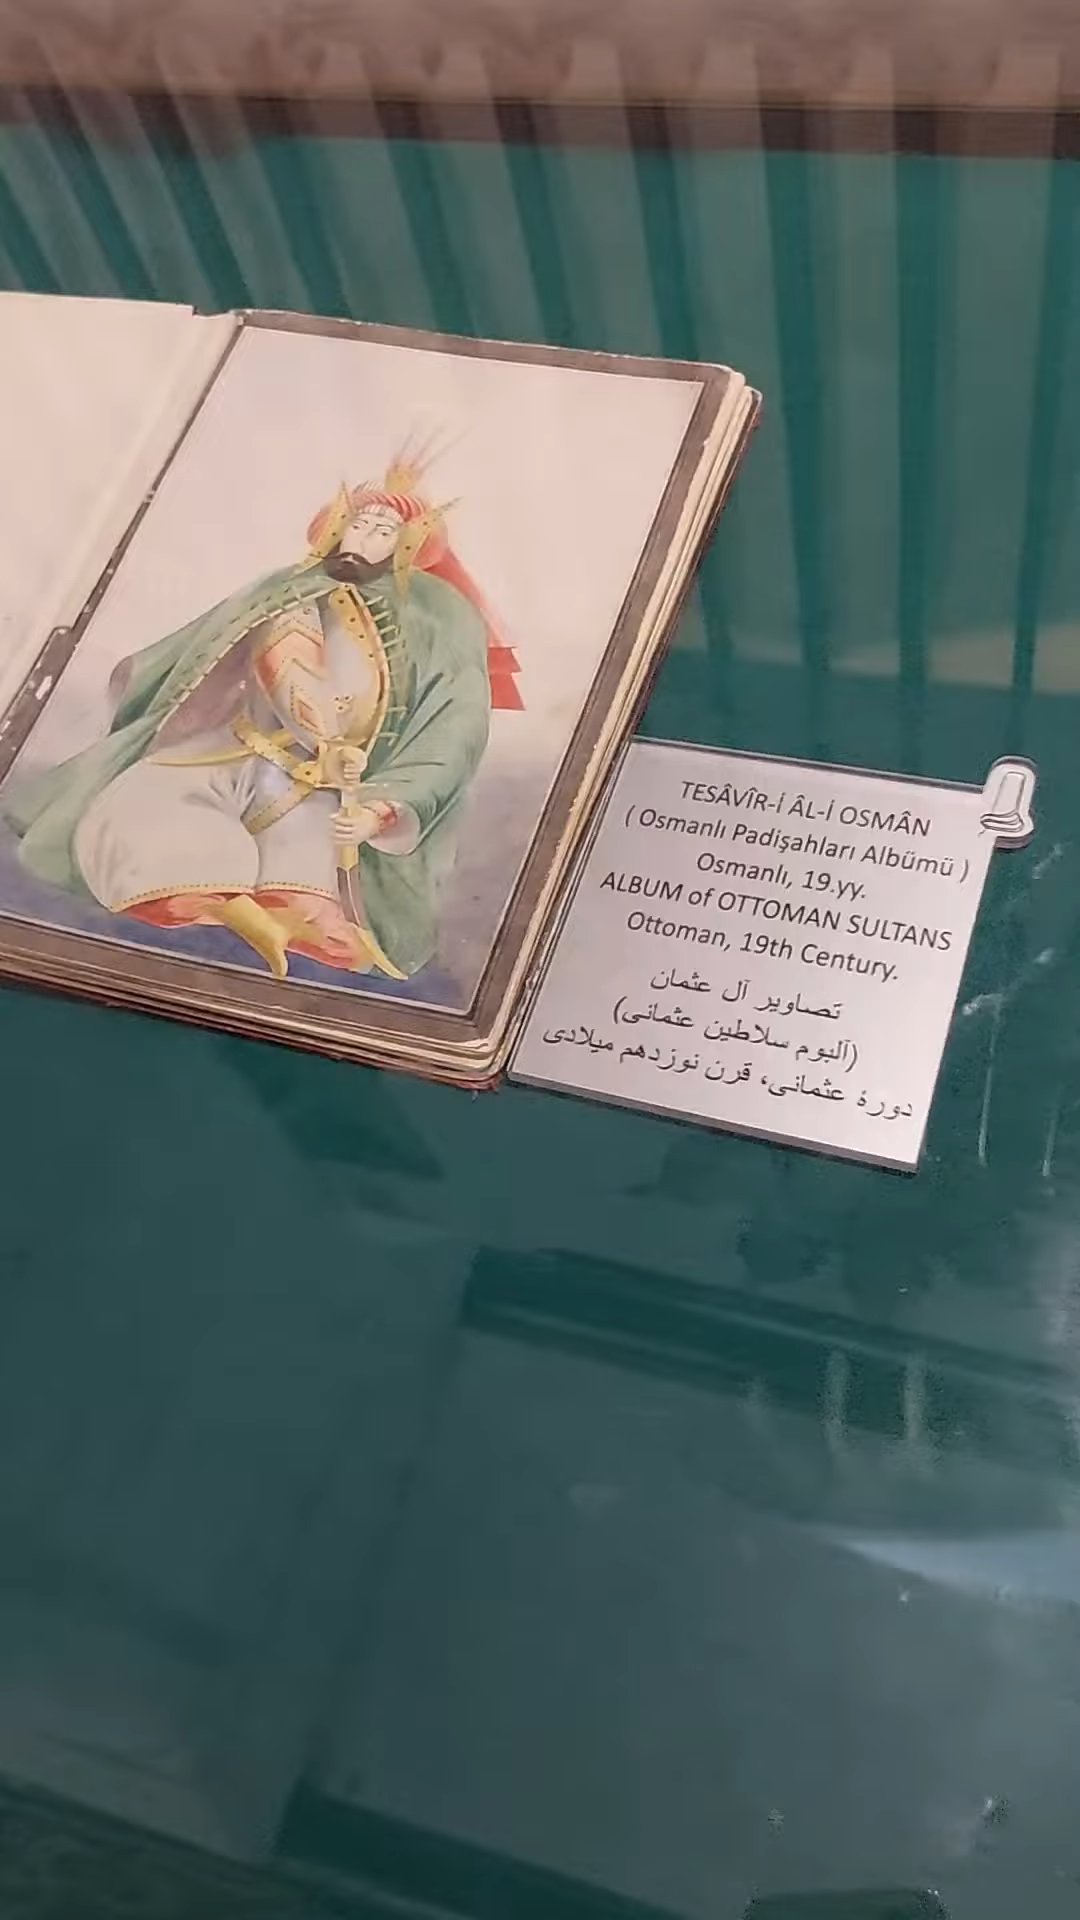 TESÂVÎR-İ ÂL-İ OSMÂN
( Osmanlı Padişahları Albümü )
Osmanlı, 19.yy.
ALBUM of OTTOMAN SULTANS
Ottoman, 19th Century.
تصاویر آل عثمان
(آلبوم سلاطین عثمانی)
دورهٔ عثمانی، قرن نوزدهم میلادی